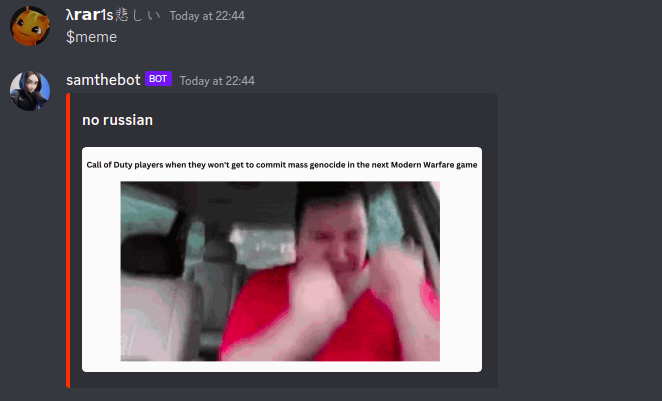 λ𝗿𝗮𝗿1s悲しい Today at 22:44
$meme
samthebot BOT Today at 22:44
no russian
Call of Duty players when they won't get to commit mass genocide in the next Modern Warfare game